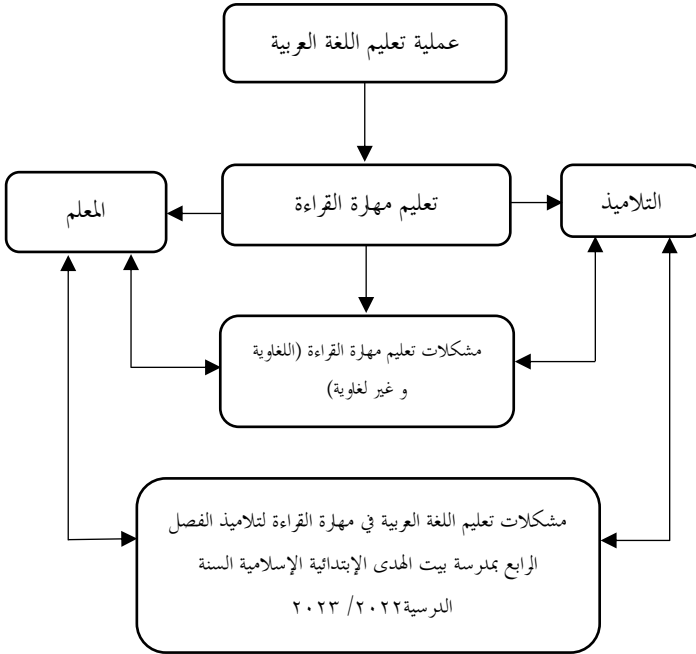 عملية تعليم اللغة العربية
التلاميذ
تعليم مهارة القراءة
المعلم
مشكلات تعليم مهارة القراءة (اللغاوية
و غير لغاوية)
مشكلات تعليم اللغة العربية في مهارة القراءة لتلاميذ الفصل
الرابع بمدرسة بيت الهدى الإبتدائية الإسلامية السنة
الدرسية٢٠٢٢/ ٢٠٢٣